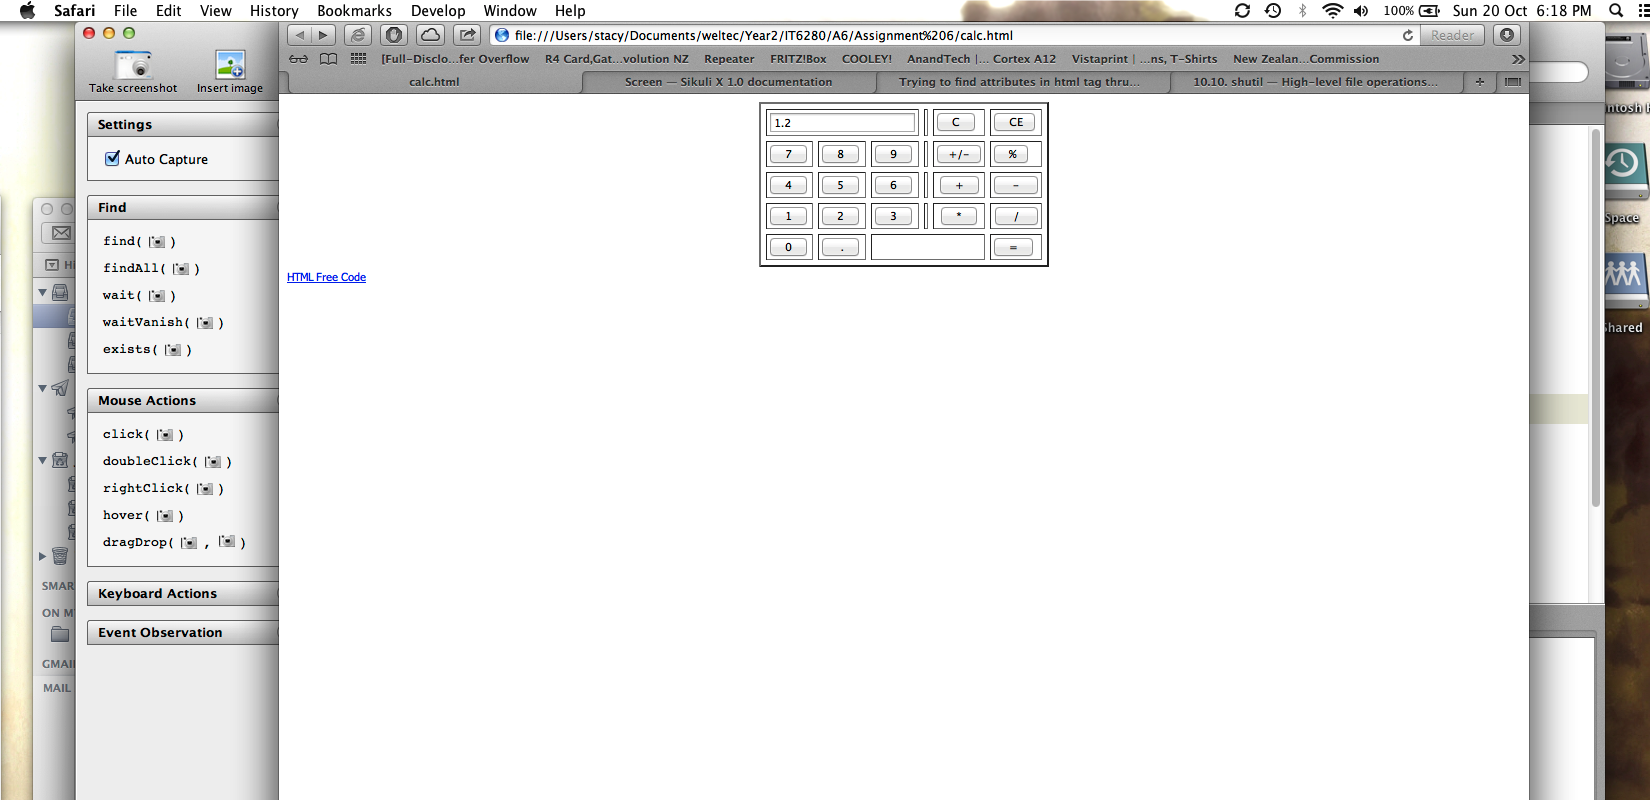 Safari File Edit View History Bookmarks Develop Window Help 100% Sun 20 Oct 6:18 PM
file:///Users/stacy/Documents/weltec/Year2/IT6280/A6/Assignment%206/calc.html Reader
[Full-Disclo...fer Overflow R4 Card,Gat...volution NZ Repeater FRITZ!Box COOLEY! AnandTech |... Cortex A12 Vistaprint | ...ns, T-Shirts New Zealan...Commission
calc.html Screen — Sikuli X 1.0 documentation Trying to find attributes in html tag thru... 10.10. shutil — High-level file operations...
Take screenshot Insert image
Settings
Auto Capture
Find
find( )
findAll( )
wait( )
waitVanish( )
exists( )
Mouse Actions
click( )
doubleClick( )
rightClick( )
hover( )
dragDrop( , )
Keyboard Actions
Event Observation
1.2 C CE
7 8 9 +/- %
4 5 6 + -
1 2 3 * /
0 . =
HTML Free Code
Hi
SMAR
ON M
GMAI
MAIL
ntosh H
Space
Shared